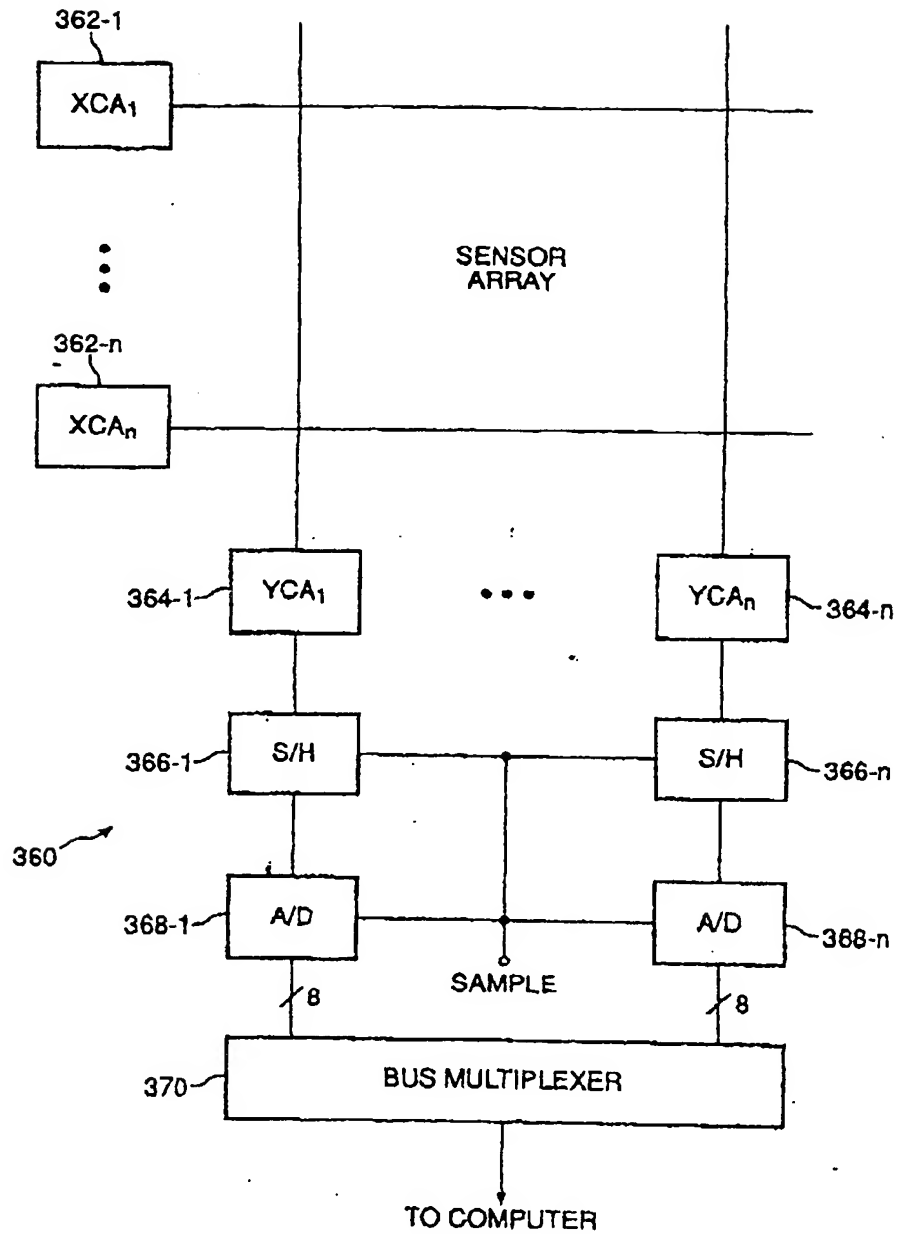 362-1
XCA₁
SENSOR
ARRAY
362-n
XCAₙ
364-1
YCA₁
YCAₙ
364-n
366-1
S/H
S/H
366-n
360
368-1
A/D
A/D
368-n
SAMPLE
8
8
370
BUS MULTIPLEXER
TO COMPUTER